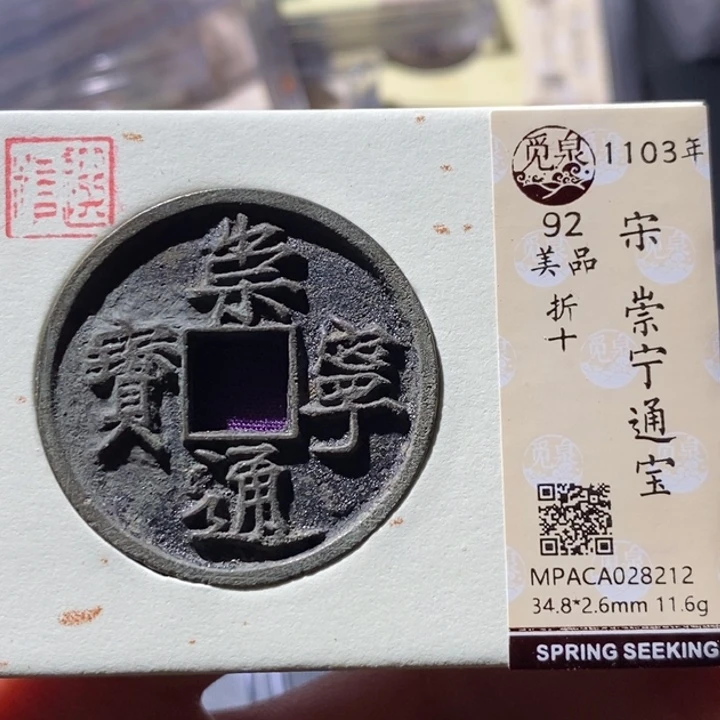 崇寧通寶
覓泉
1103年
92
美品
折十
宋 崇宁通宝
MPACA028212
34.8*2.6mm 11.6g
SPRING SEEKING